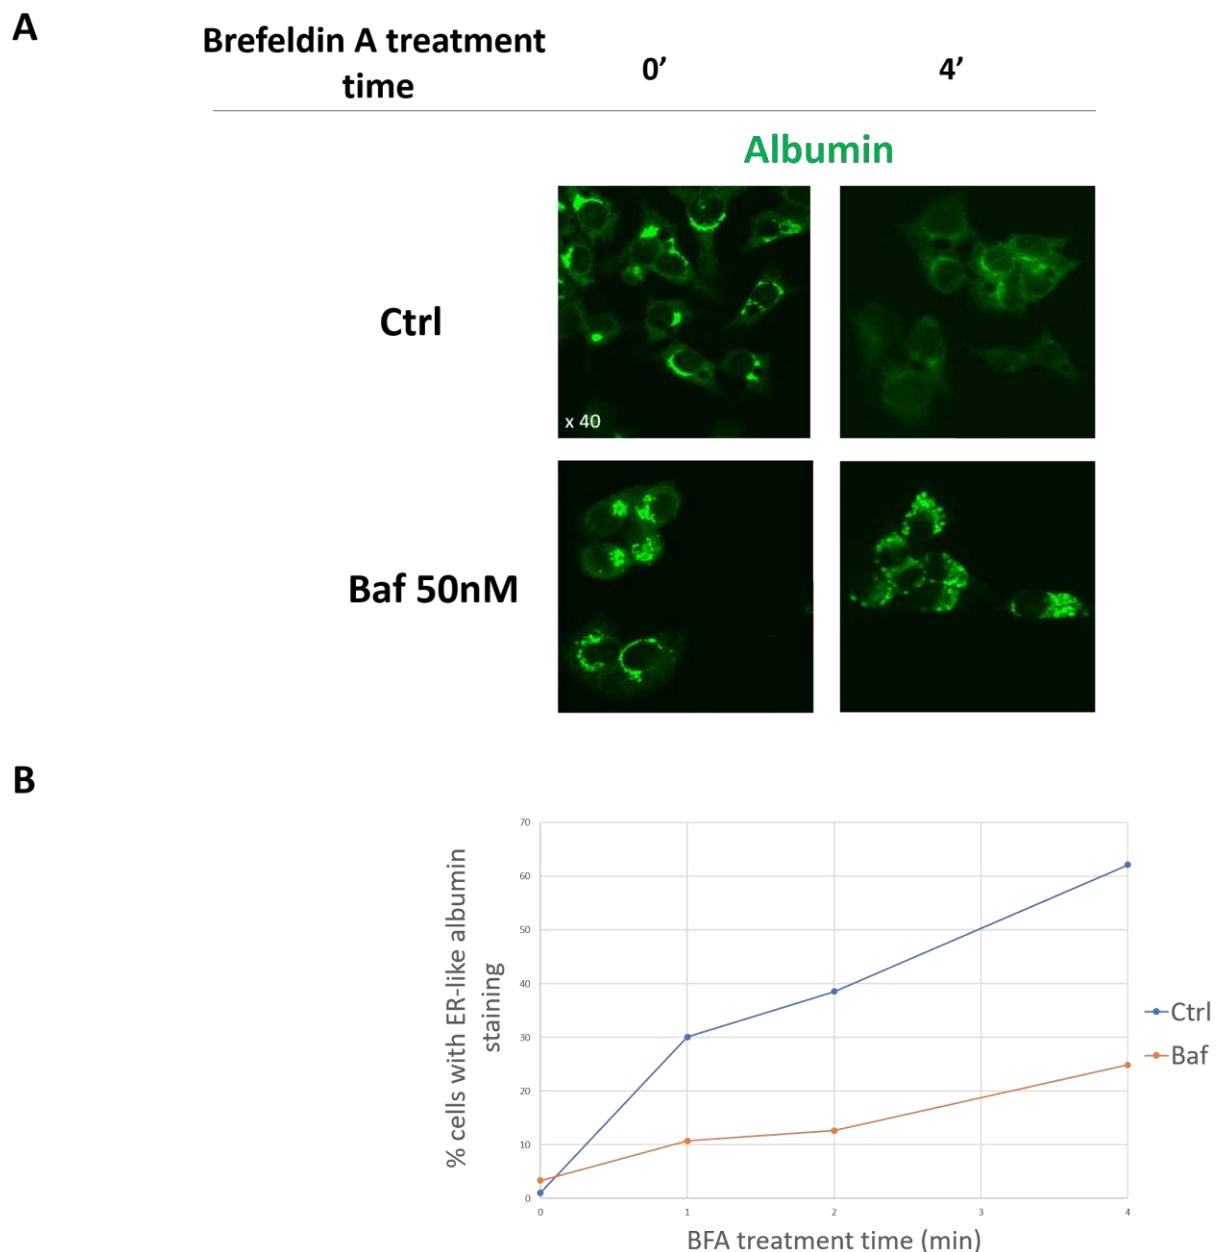 A
Brefeldin A treatment
time
0’
4’
Albumin
Ctrl
x 40
Baf 50nM
B
% cells with ER-like albumin
staining
70
60
50
40
30
20
10
0
0
1
2
3
4
BFA treatment time (min)
Ctrl
Baf